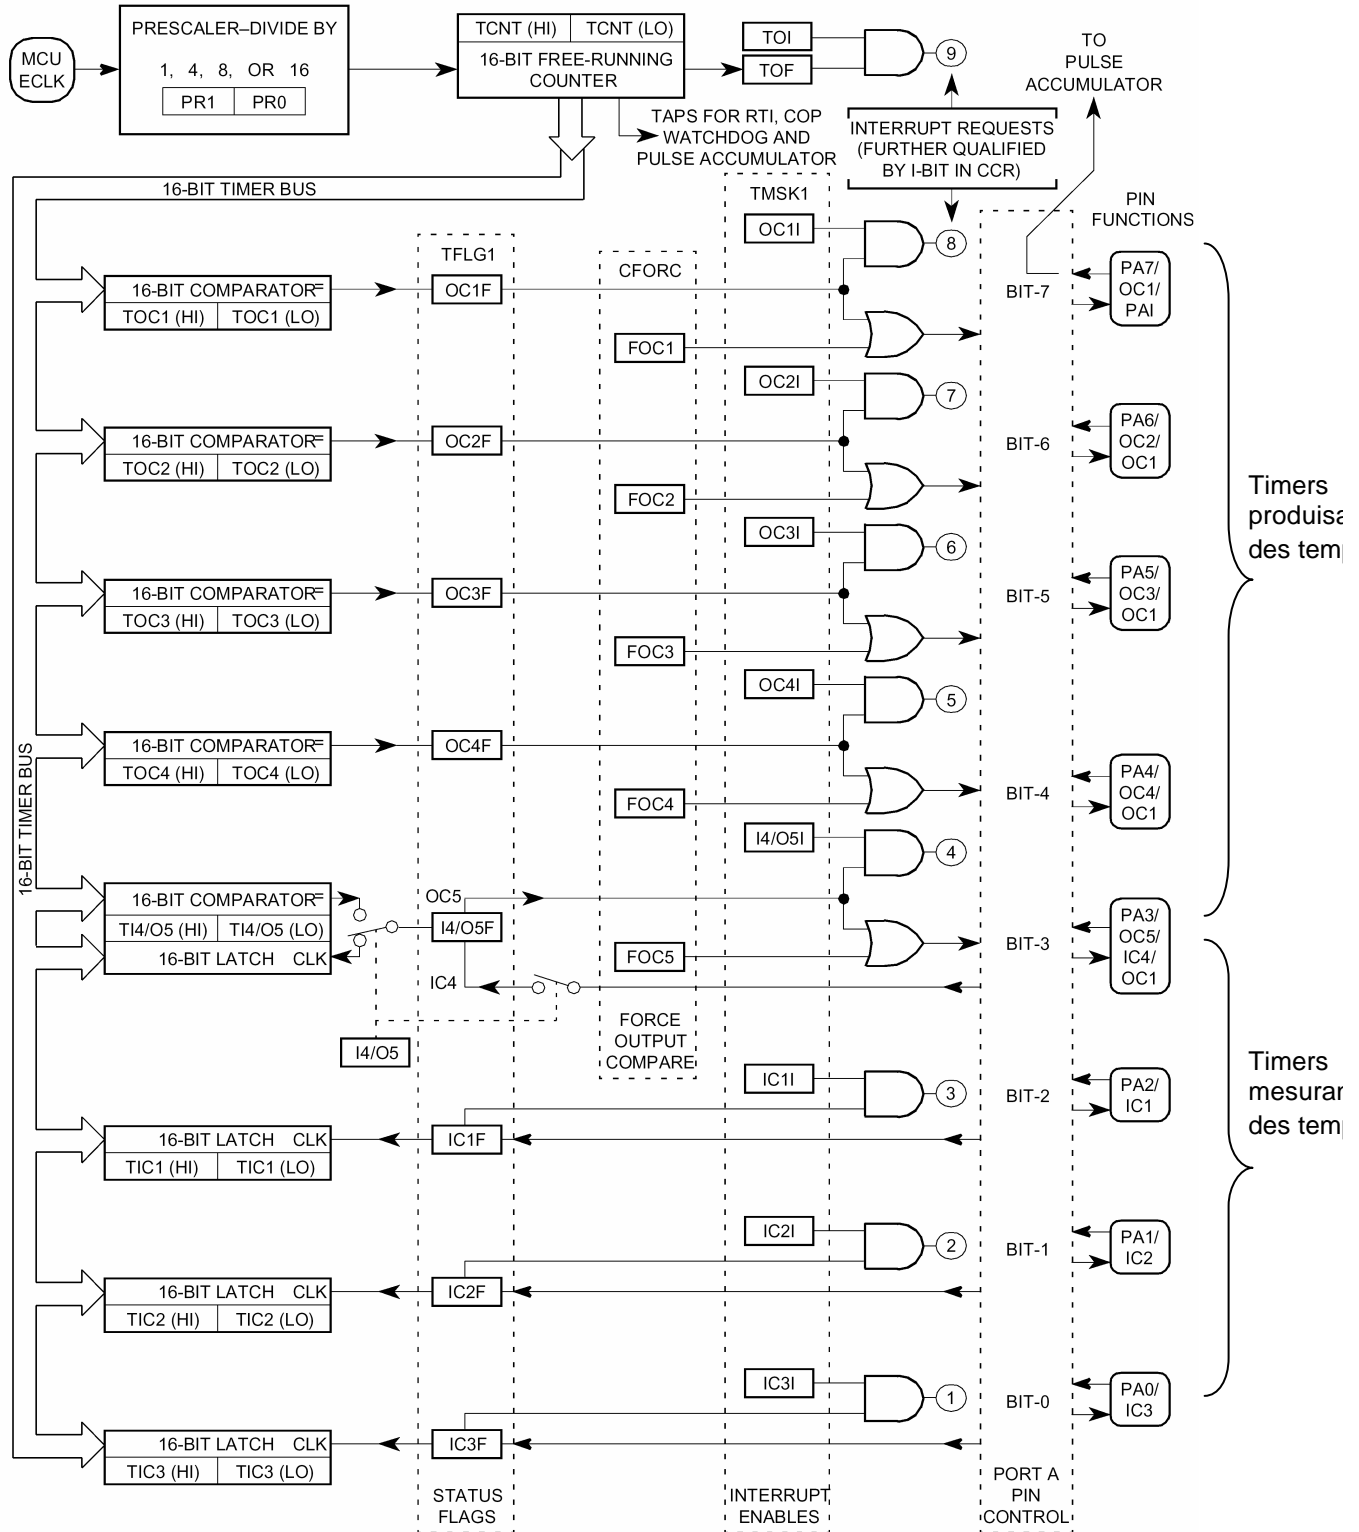 MCU
ECLK
PRESCALER–DIVIDE BY
1, 4, 8, OR 16
PR1 PR0
TCNT (HI) TCNT (LO)
16-BIT FREE-RUNNING
COUNTER
TOI
TOF
9
TO
PULSE
ACCUMULATOR
TAPS FOR RTI, COP
WATCHDOG AND
PULSE ACCUMULATOR
INTERRUPT REQUESTS
(FURTHER QUALIFIED
BY I-BIT IN CCR)
16-BIT TIMER BUS
TMSK1
PIN
FUNCTIONS
OC1I
8
TFLG1
CFORC
16-BIT COMPARATOR=
TOC1 (HI) TOC1 (LO)
OC1F
FOC1
BIT-7
PA7/
OC1/
PAI
OC2I
7
16-BIT COMPARATOR=
TOC2 (HI) TOC2 (LO)
OC2F
FOC2
BIT-6
PA6/
OC2/
OC1
OC3I
6
16-BIT COMPARATOR=
TOC3 (HI) TOC3 (LO)
OC3F
FOC3
BIT-5
PA5/
OC3/
OC1
Timers
produisa
des tem
OC4I
5
16-BIT COMPARATOR=
TOC4 (HI) TOC4 (LO)
OC4F
FOC4
BIT-4
PA4/
OC4/
OC1
16-BIT TIMER BUS
I4/O5I
4
16-BIT COMPARATOR=
TI4/O5 (HI) TI4/O5 (LO)
16-BIT LATCH CLK
OC5
I4/O5F
IC4
FOC5
BIT-3
PA3/
OC5/
IC4/
OC1
I4/O5
FORCE
OUTPUT
COMPARE
IC1I
3
BIT-2
PA2/
IC1
16-BIT LATCH CLK
TIC1 (HI) TIC1 (LO)
IC1F
Timers
mesurar
des tem
IC2I
2
BIT-1
PA1/
IC2
16-BIT LATCH CLK
TIC2 (HI) TIC2 (LO)
IC2F
IC3I
1
BIT-0
PA0/
IC3
16-BIT LATCH CLK
TIC3 (HI) TIC3 (LO)
IC3F
STATUS
FLAGS
INTERRUPT
ENABLES
PORT A
PIN
CONTROL